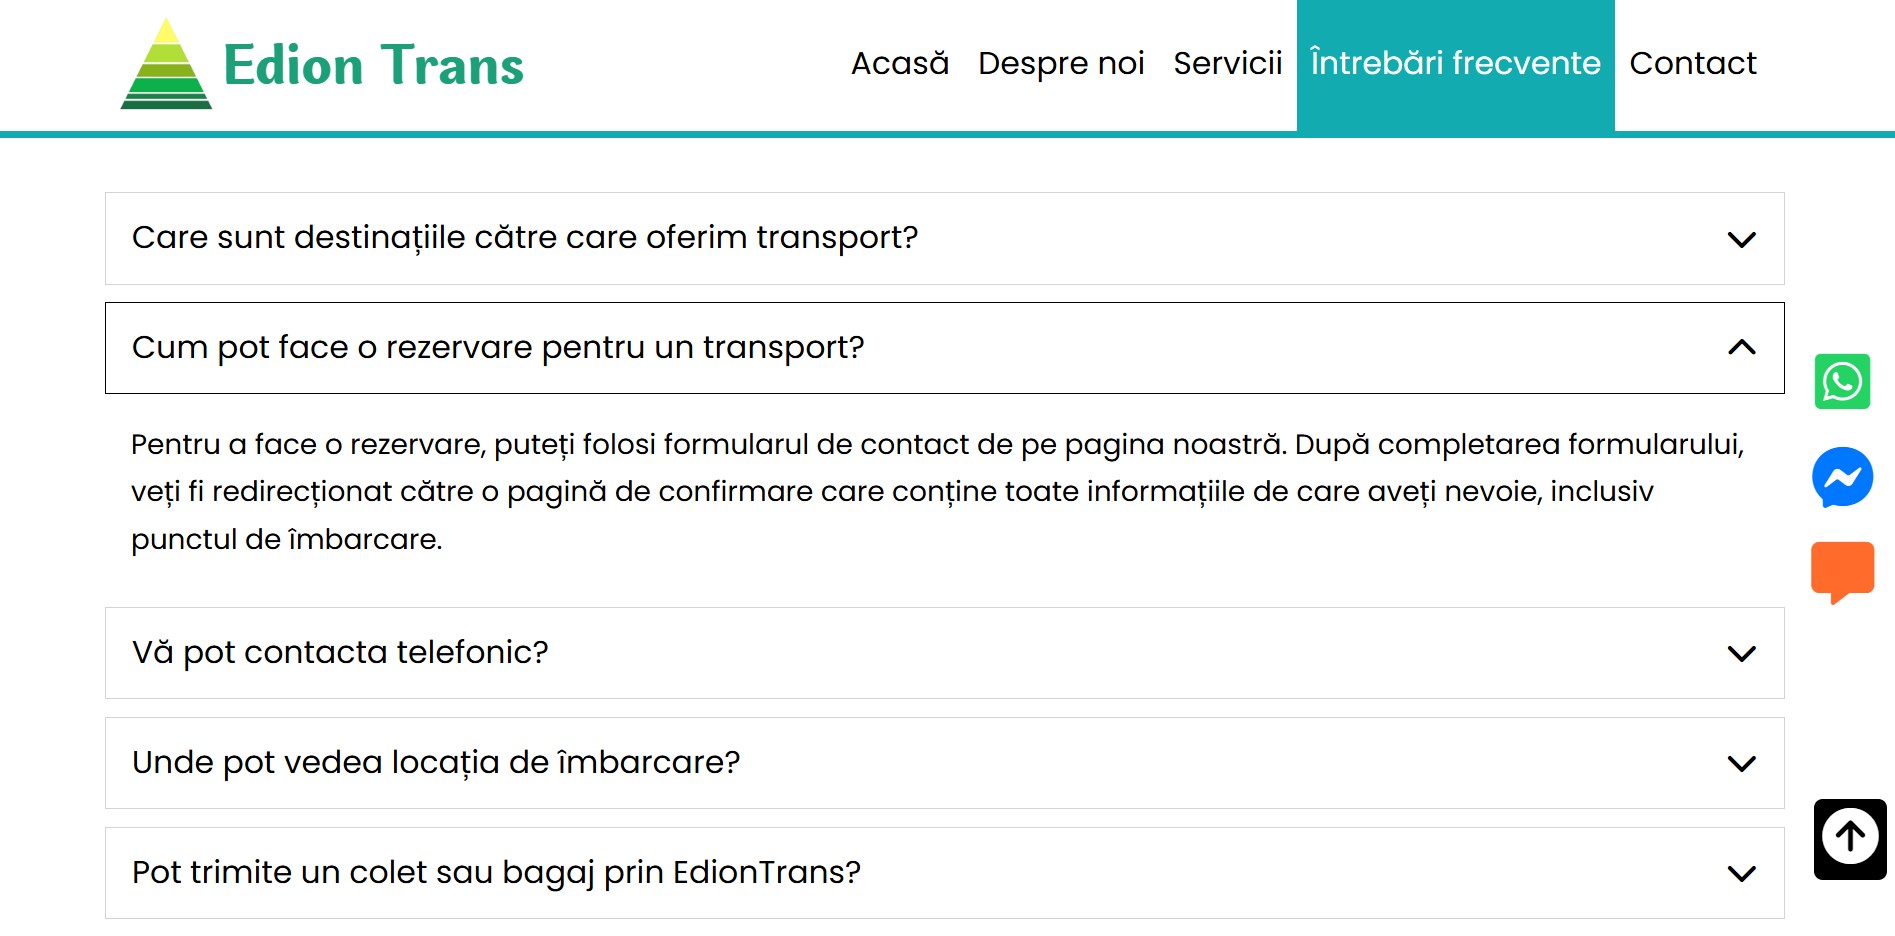 Edion Trans
Acasă
Despre noi
Servicii
Întrebări frecvente
Contact
Care sunt destinațiile către care oferim transport?
Cum pot face o rezervare pentru un transport?
Pentru a face o rezervare, puteți folosi formularul de contact de pe pagina noastră. După completarea formularului,
veți fi redirecționat către o pagină de confirmare care conține toate informațiile de care aveți nevoie, inclusiv
punctul de îmbarcare.
Vă pot contacta telefonic?
Unde pot vedea locația de îmbarcare?
Pot trimite un colet sau bagaj prin EdionTrans?